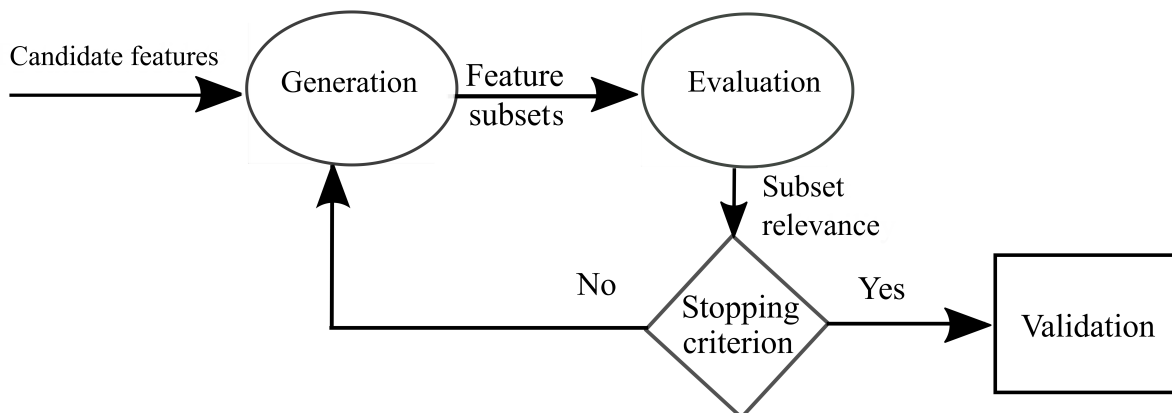 Candidate features
Generation
Feature
subsets
Evaluation
Subset
relevance
No
Stopping
criterion
Yes
Validation